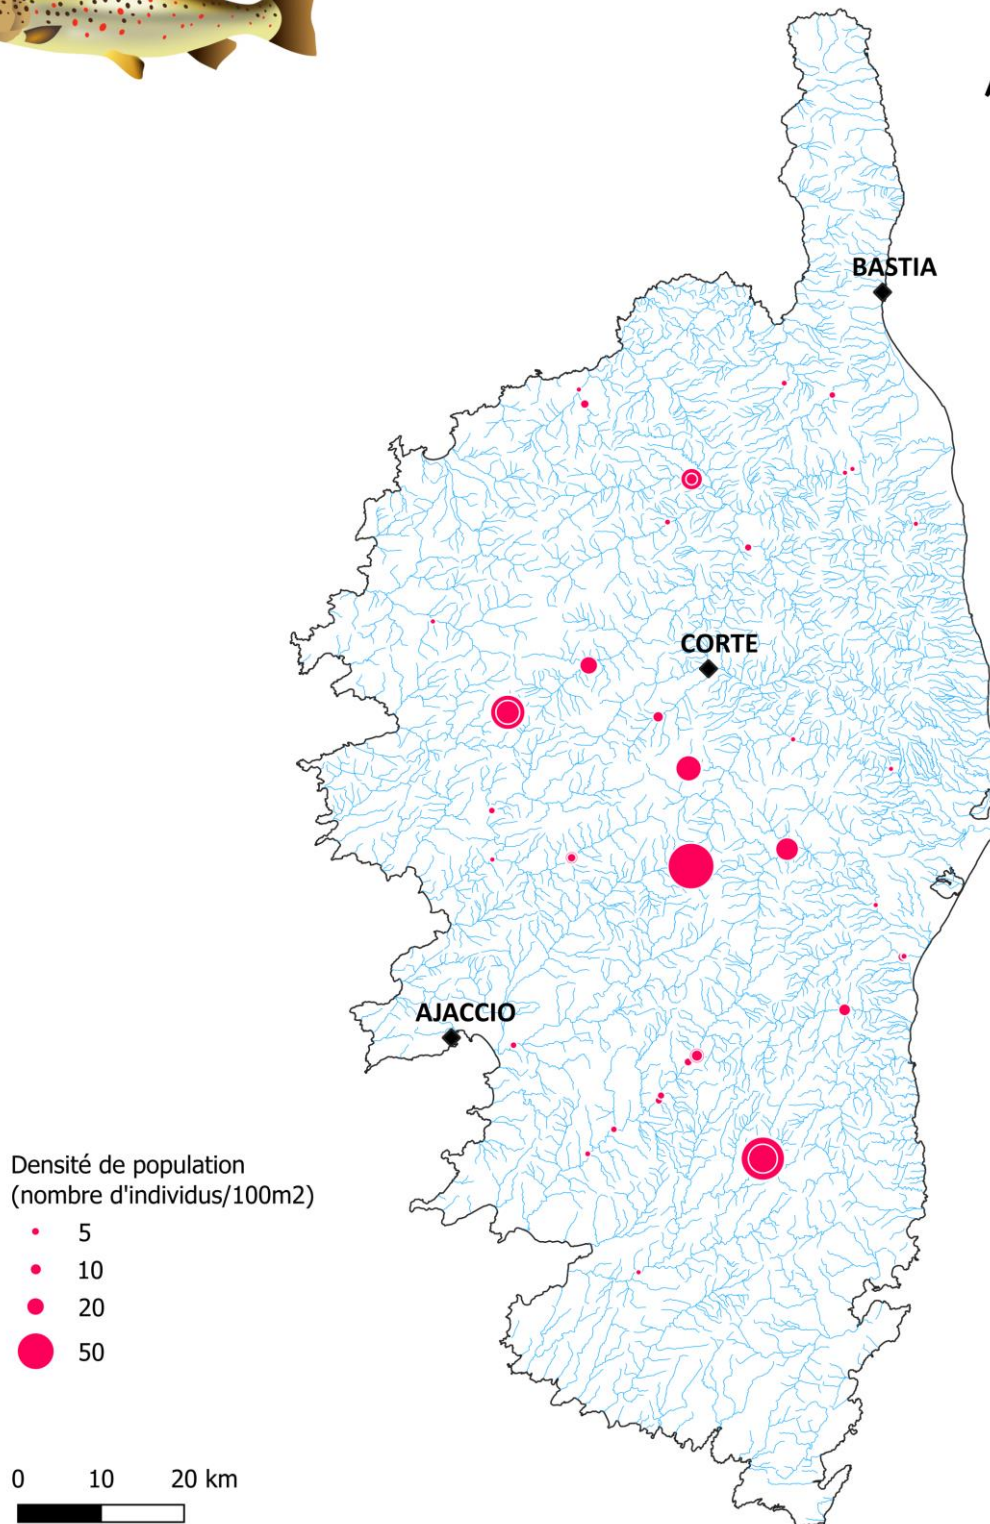 BASTIA
CORTE
AJACCIO
Densité de population
(nombre d'individus/100m2)
5
10
20
50
0 10 20 km